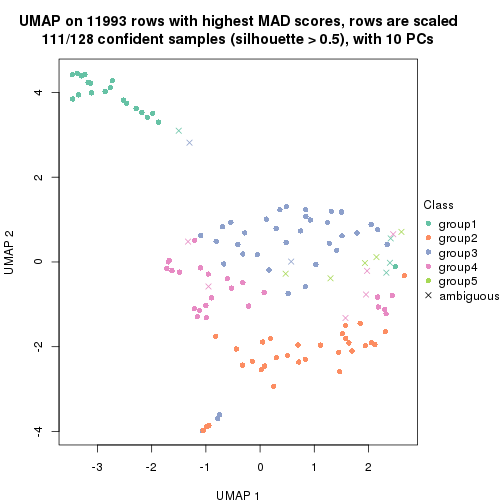 UMAP on 11993 rows with highest MAD scores, rows are scaled
111/128 confident samples (silhouette > 0.5), with 10 PCs
4
2
0
-2
-4
UMAP 2
-3
-2
-1
0
1
2
UMAP 1
Class
group1
group2
group3
group4
group5
ambiguous